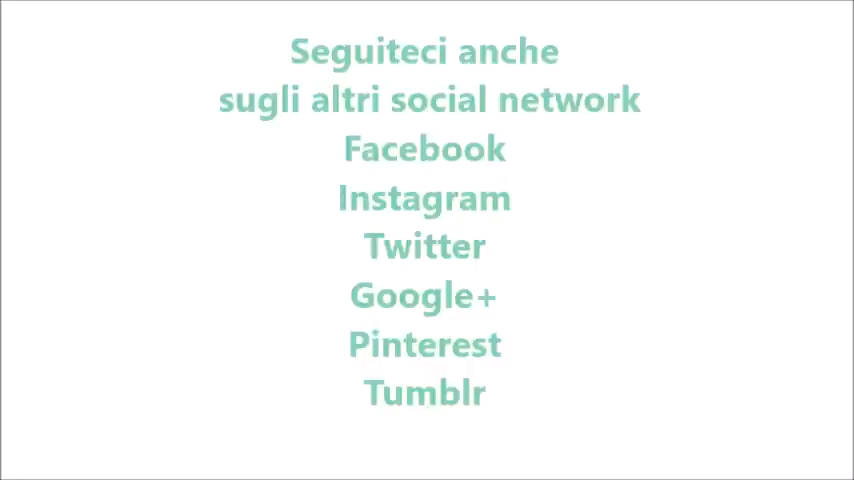 Seguiteci anche
sugli altri social network
Facebook
Instagram
Twitter
Google+
Pinterest
Tumblr